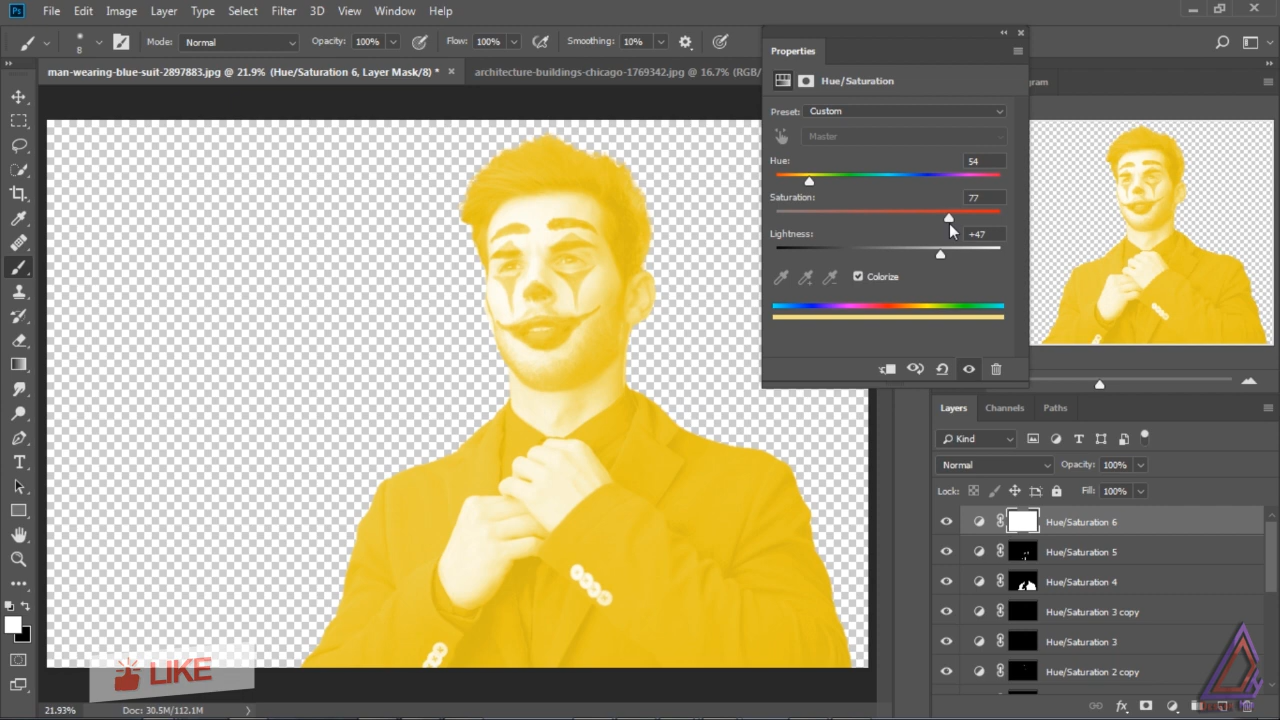 Ps File Edit Image Layer Type Select Filter 3D View Window Help
8 Mode: Normal Opacity: 100% Flow: 100% Smoothing: 10%
man-wearing-blue-suit-2897883.jpg @ 21.9% (Hue/Saturation 6, Layer Mask/8) * × architecture-buildings-chicago-1769342.jpg @ 16.7% (RGB/
Properties
Hue/Saturation
Preset: Custom
Master
Hue: 54
Saturation: 77
Lightness: +47
Colorize
Layers Channels Paths
Kind
Normal Opacity: 100%
Lock: Fill: 100%
Hue/Saturation 6
Hue/Saturation 5
Hue/Saturation 4
Hue/Saturation 3 copy
Hue/Saturation 3
Hue/Saturation 2 copy
LIKE
21.93% Doc: 30.5M/112.1M